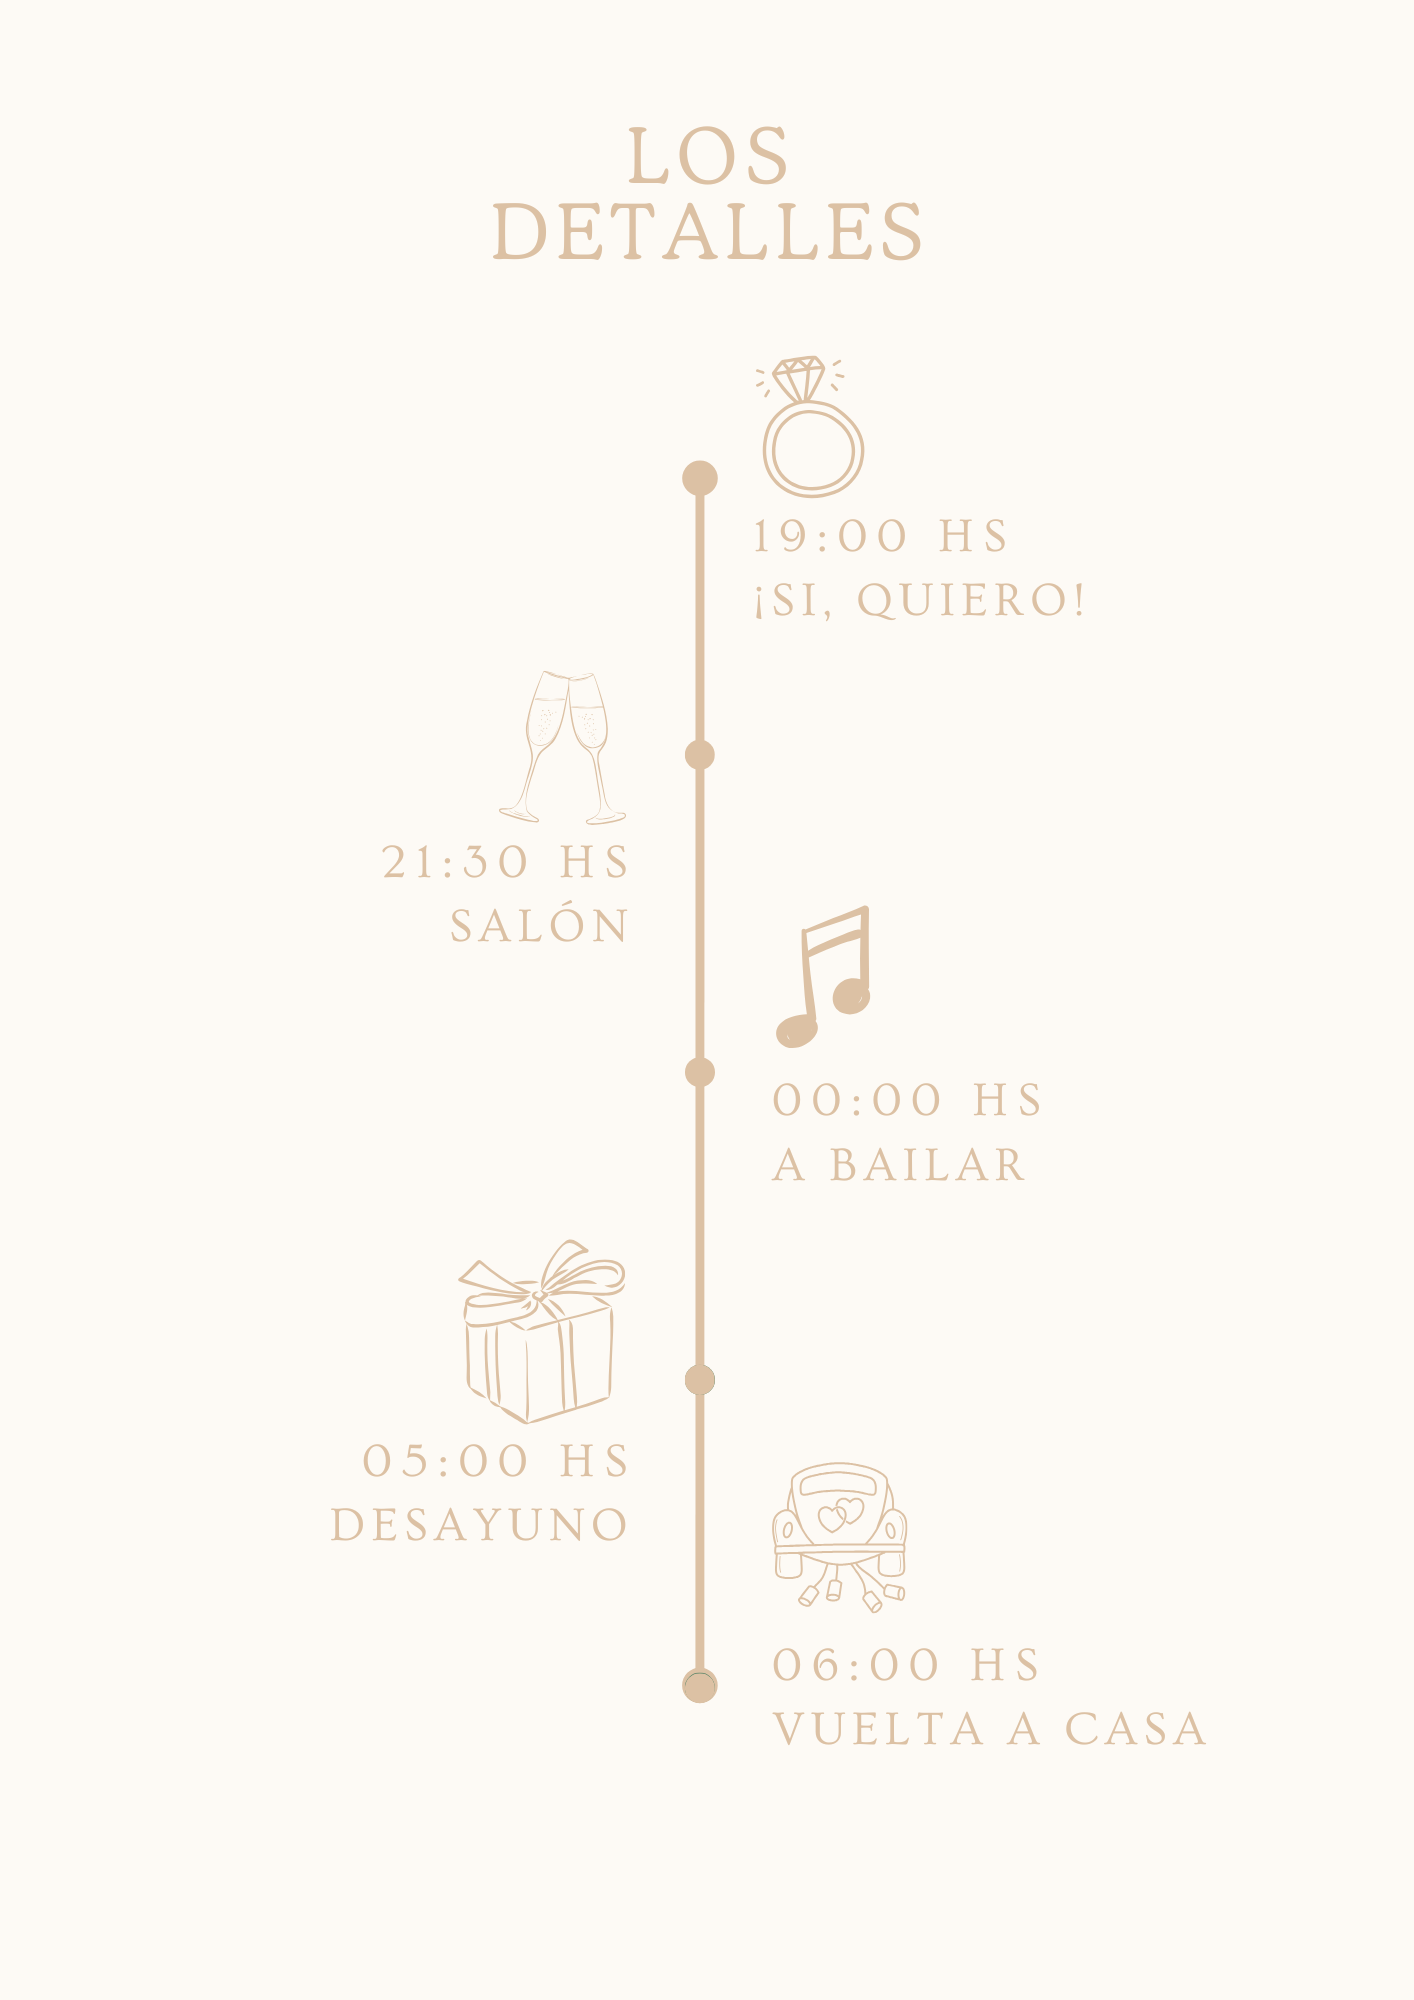 LOS
DETALLES
19:00 HS
¡SI, QUIERO!
21:30 HS
SALÓN
00:00 HS
A BAILAR
05:00 HS
DESAYUNO
06:00 HS
VUELTA A CASA